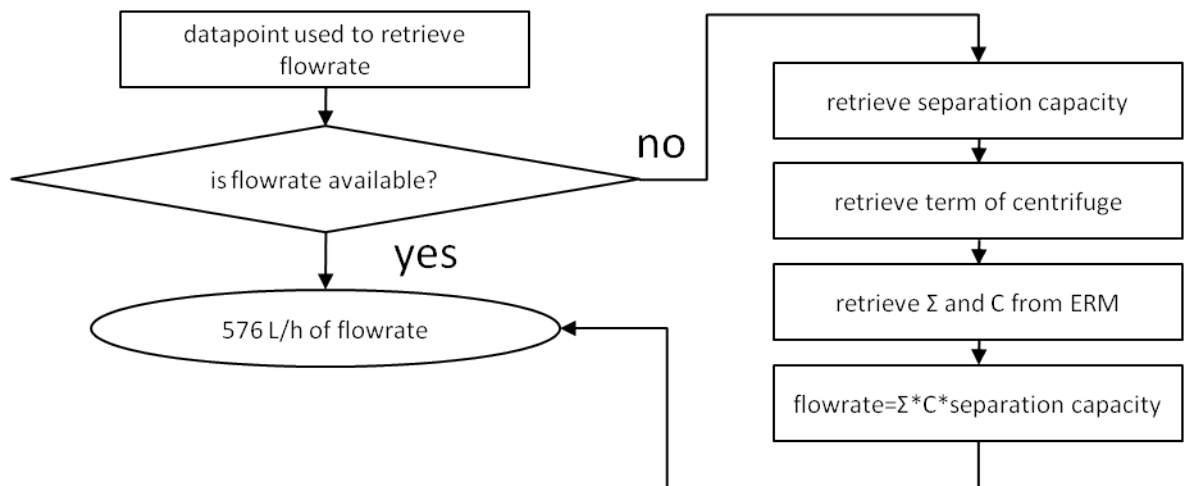 datapoint used to retrieve
flowrate
is flowrate available?
no
yes
576 L/h of flowrate
retrieve separation capacity
retrieve term of centrifuge
retrieve Σ and C from ERM
flowrate=Σ*C*separation capacity